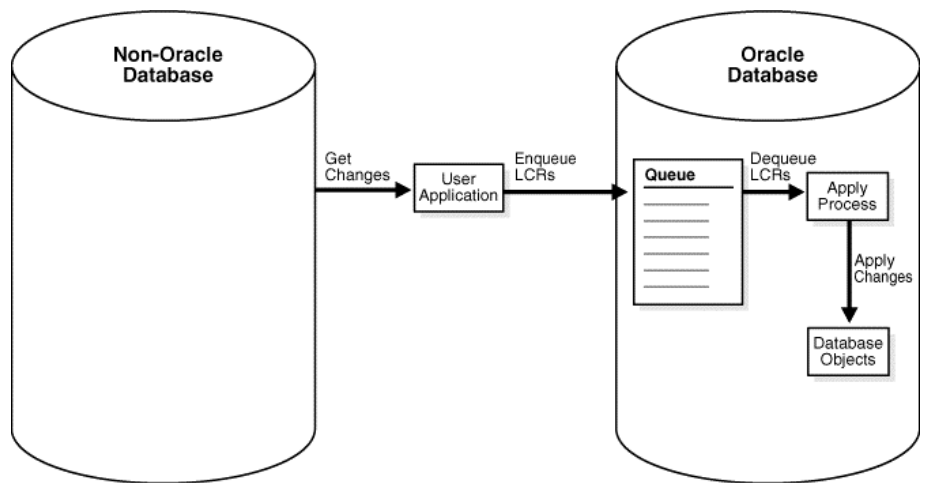 Non-Oracle
Database
Oracle
Database
Get
Changes
User
Application
Enqueue
LCRs
Queue
Dequeue
LCRs
Apply
Process
Apply
Changes
Database
Objects